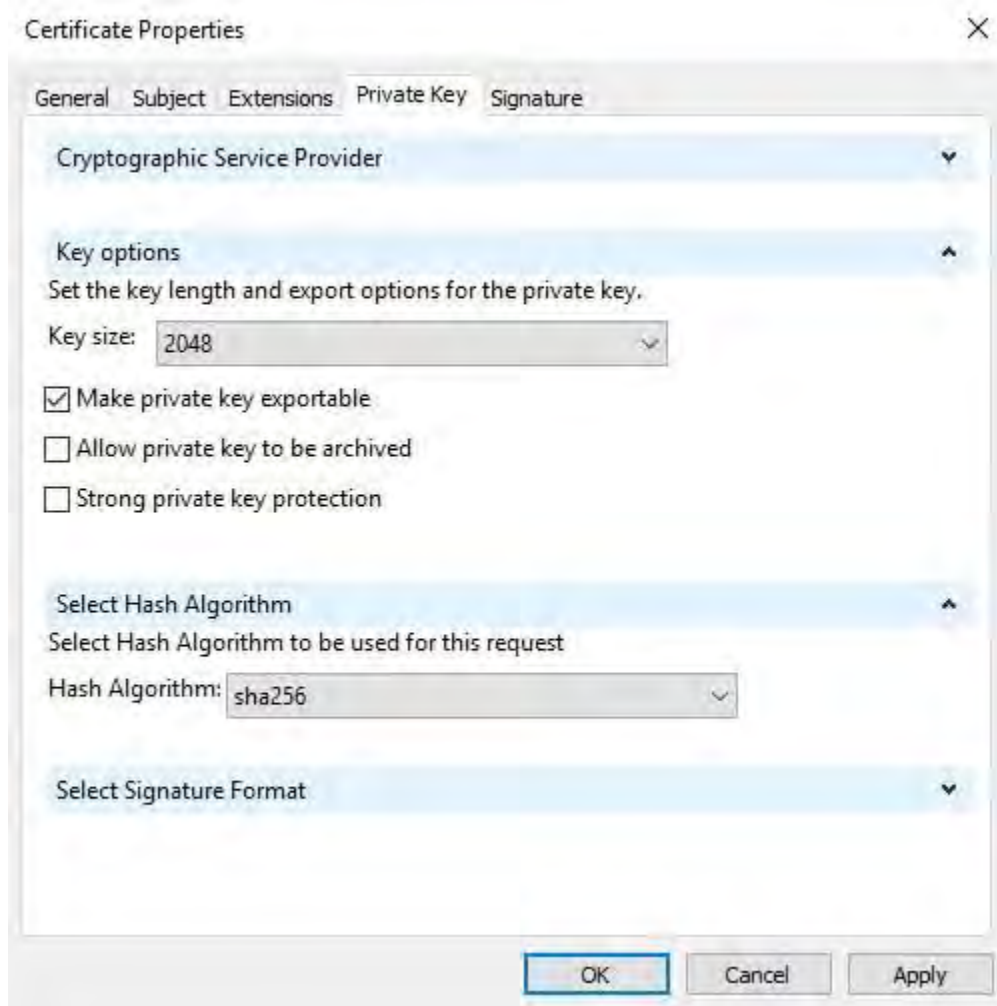 Certificate Properties
General Subject Extensions Private Key Signature
Cryptographic Service Provider
Key options
Set the key length and export options for the private key.
Key size: 2048
Make private key exportable
Allow private key to be archived
Strong private key protection
Select Hash Algorithm
Select Hash Algorithm to be used for this request
Hash Algorithm: sha256
Select Signature Format
OK Cancel Apply